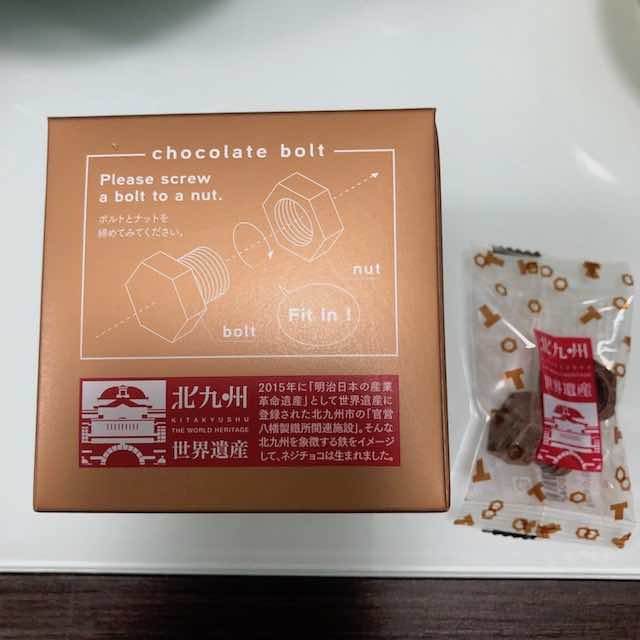 chocolate bolt
Please screw
a bolt to a nut.
ボルトとナットを
締めてみてください。
nut
bolt
Fit in !
北九州
KITAKYUSHU
THE WORLD HERITAGE
世界遺産
2015年に「明治日本の産業
革命遺産」として世界遺産に
登録された北九州市の「官営
八幡製鐵所関連施設」。そんな
北九州を象徴する鉄をイメージ
して、ネジチョコは生まれました。
北九州
世界遺産